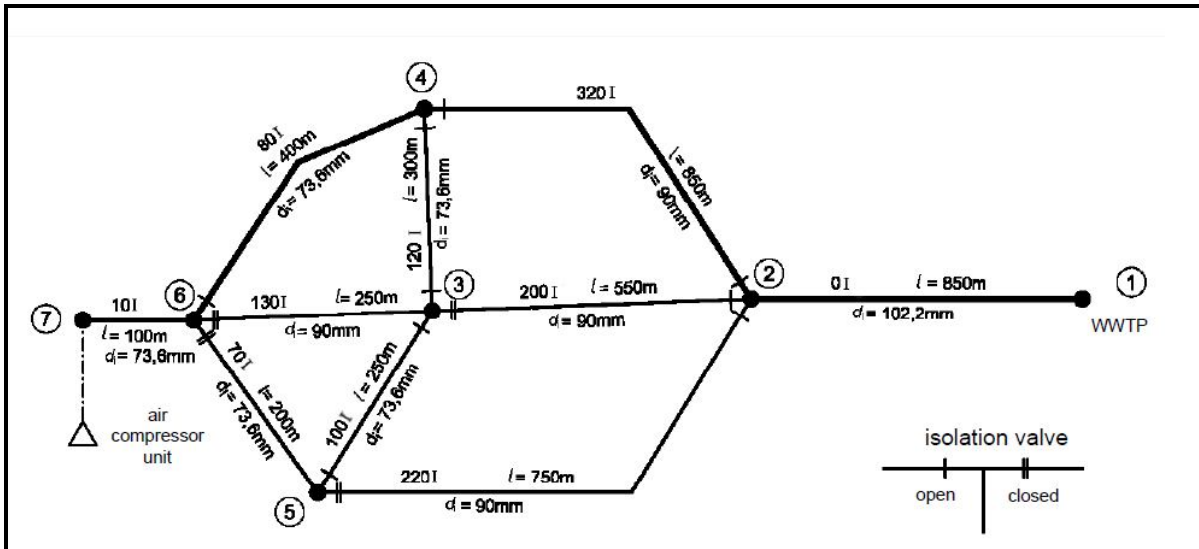 4
320 I
80 I
l = 400m
dᵢ= 73,6mm
l = 300m
dᵢ= 73,6mm
120 I
l = 850m
dᵢ= 90mm
3
2
1
7
10 I
l = 100m
dᵢ= 73,6mm
6
130 I
l = 250m
dᵢ= 90mm
200 I
l = 550m
dᵢ= 90mm
0 I
l = 850m
dᵢ= 102,2mm
WWTP
70 I
l = 200m
dᵢ= 73,6mm
100 I
l = 250m
dᵢ= 73,6mm
air
compressor
unit
5
220 I
l = 750m
dᵢ = 90mm
isolation valve
open
closed